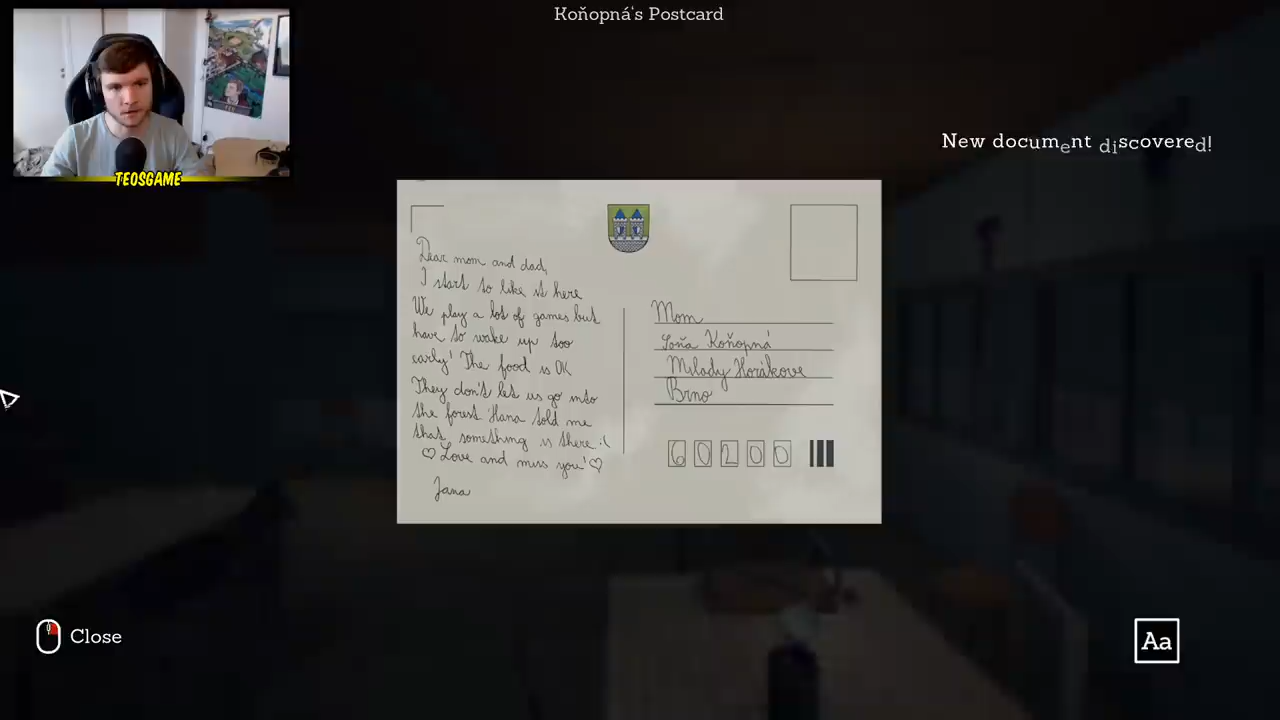 Koňopná's Postcard
New document discovered!
TEOSGAME
Dear mom and dad,
I start to like it here
We play a lot of games but
have to wake up too
early! The food is OK
They don't let us go into
the forest Hana told me
that something is there :(
♡ Love and miss you! ♡
Jana
Mom
Soňa Koňopná
Milady Horákove
Brno
60200
Close
Aa